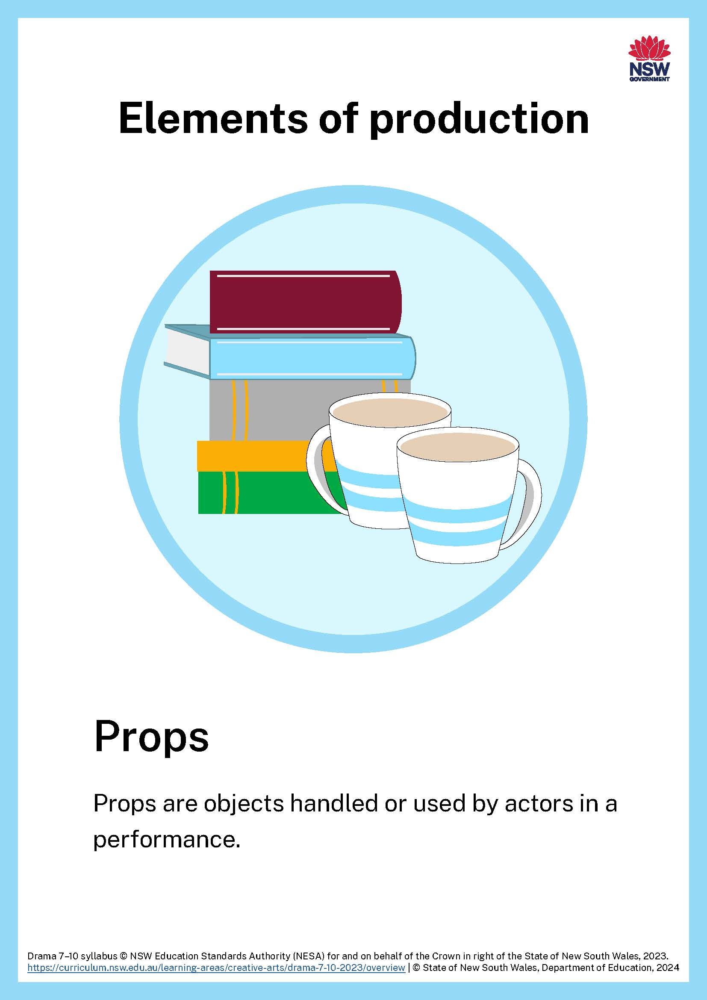 NSW
GOVERNMENT
Elements of production
Props
Props are objects handled or used by actors in a
performance.
Drama 7–10 syllabus © NSW Education Standards Authority (NESA) for and on behalf of the Crown in right of the State of New South Wales, 2023.
https://curriculum.nsw.edu.au/learning-areas/creative-arts/drama-7-10-2023/overview | © State of New South Wales, Department of Education, 2024